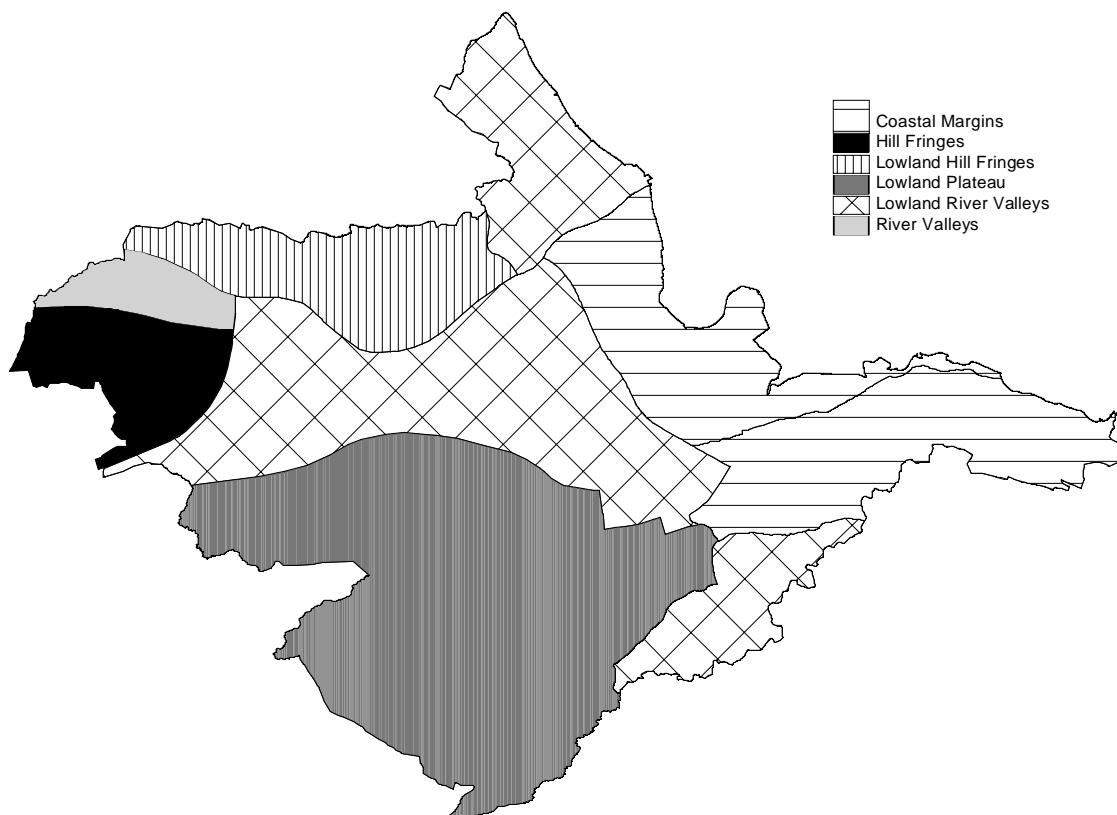 Coastal Margins
Hill Fringes
Lowland Hill Fringes
Lowland Plateau
Lowland River Valleys
River Valleys